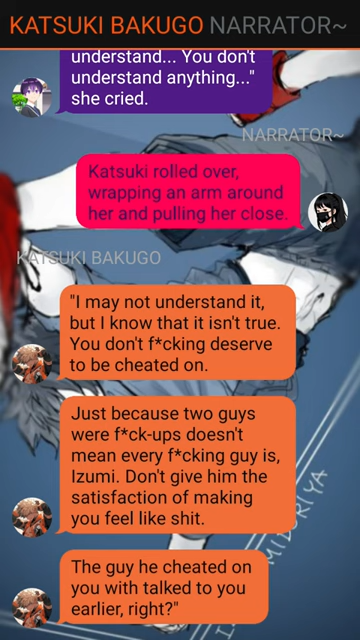 KATSUKI BAKUGO NARRATOR~
understand... You don't
understand anything..."
she cried.
NARRATOR~
Katsuki rolled over,
wrapping an arm around
her and pulling her close.
KATSUKI BAKUGO
"I may not understand it,
but I know that it isn't true.
You don't f*cking deserve
to be cheated on.
Just because two guys
were f*ck-ups doesn't
mean every f*cking guy is,
Izumi. Don't give him the
satisfaction of making
you feel like shit.
MIDORIYA
The guy he cheated on
you with talked to you
earlier, right?"